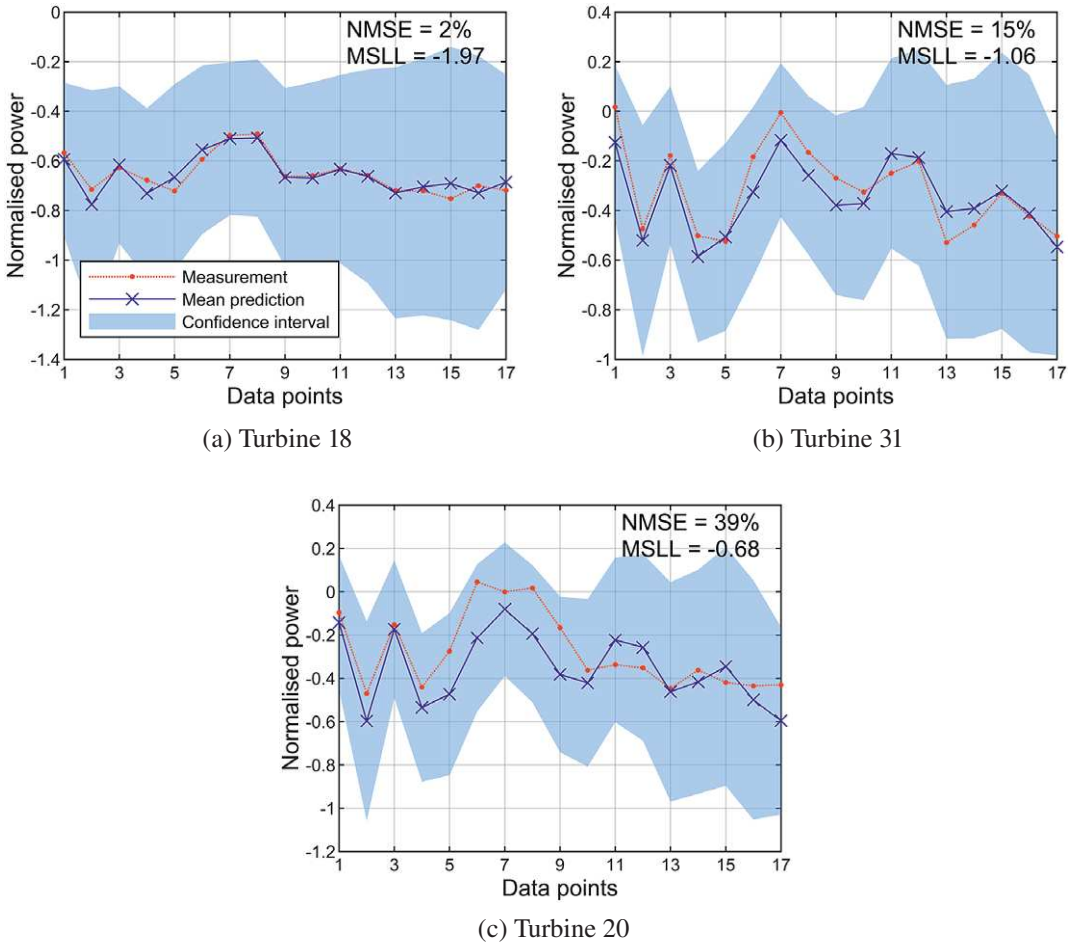 NMSE = 2%
MSLL = -1.97
0
-0.2
-0.4
-0.6
-0.8
-1
-1.2
-1.4
Normalised power
Measurement
Mean prediction
Confidence interval
1 3 5 7 9 11 13 15 17
Data points
(a) Turbine 18
NMSE = 15%
MSLL = -1.06
0.4
0.2
0
-0.2
-0.4
-0.6
-0.8
-1
Normalised power
1 3 5 7 9 11 13 15 17
Data points
(b) Turbine 31
NMSE = 39%
MSLL = -0.68
0.4
0.2
0
-0.2
-0.4
-0.6
-0.8
-1
-1.2
Normalised power
1 3 5 7 9 11 13 15 17
Data points
(c) Turbine 20